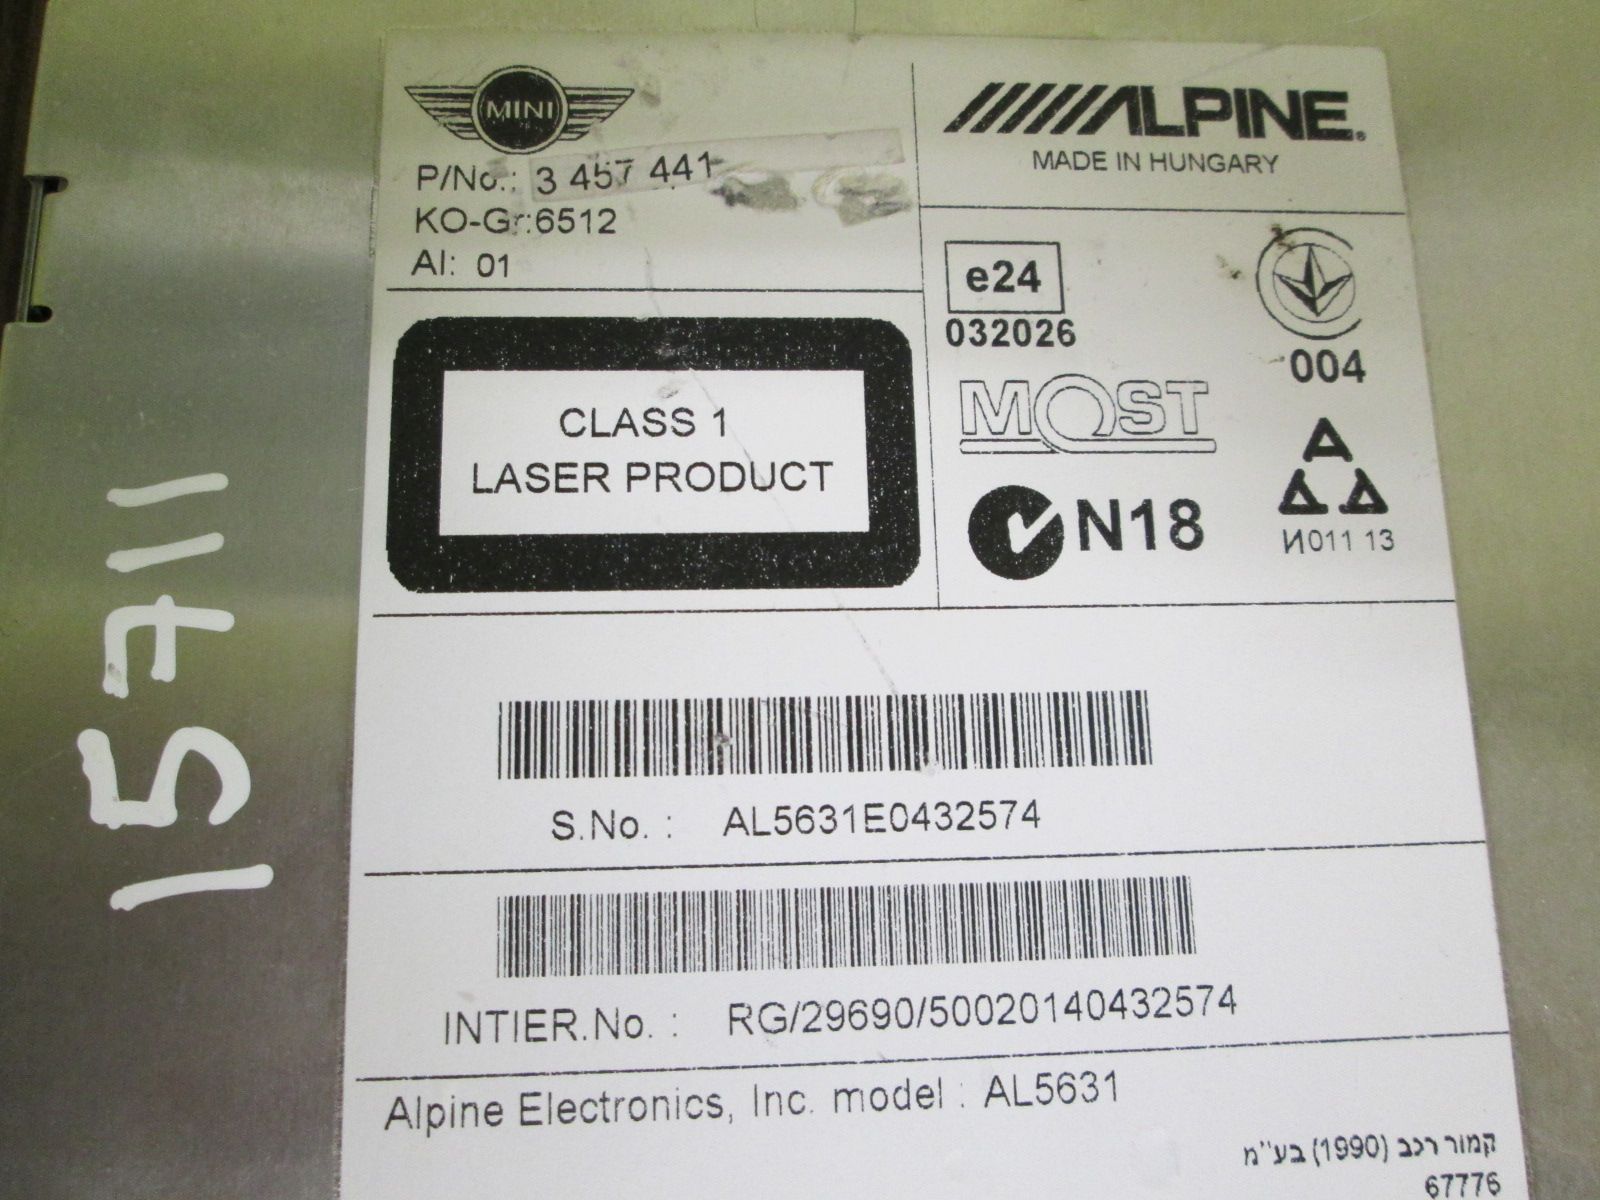 MINI
P/No.: 3 457 441
KO-Gr:6512
AI: 01
ALPINE®
MADE IN HUNGARY
e24
032026
004
MOST
N18
A
И011 13
CLASS 1
LASER PRODUCT
S.No. : AL5631E0432574
INTIER.No. : RG/29690/50020140432574
Alpine Electronics, Inc. model : AL5631
קמור רכב (1990) בע''מ
67776
15711